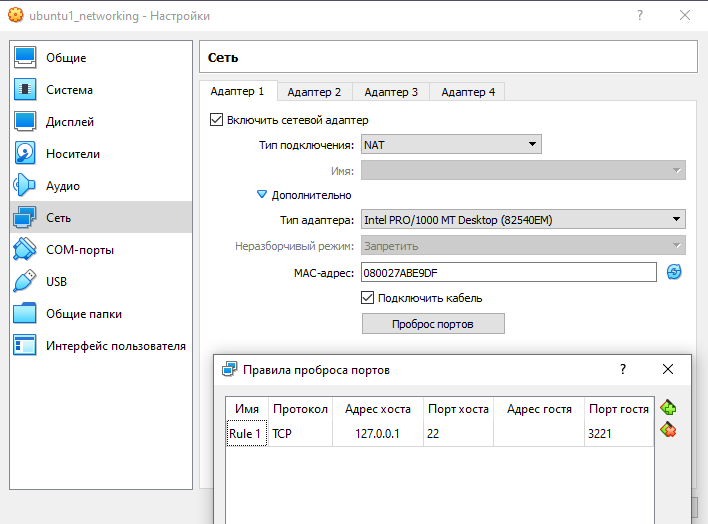 ubuntu1_networking - Настройки
?
Общие
Система
Дисплей
Носители
Аудио
Сеть
COM-порты
USB
Общие папки
Интерфейс пользователя
Сеть
Адаптер 1 Адаптер 2 Адаптер 3 Адаптер 4
Включить сетевой адаптер
Тип подключения: NAT
Имя:
Дополнительно
Тип адаптера: Intel PRO/1000 MT Desktop (82540EM)
Неразборчивый режим: Запретить
MAC-адрес: 080027ABE9DF
Подключить кабель
Проброс портов
Правила проброса портов ?
Имя Протокол Адрес хоста Порт хоста Адрес гостя Порт гостя
Rule 1 TCP 127.0.0.1 22 3221